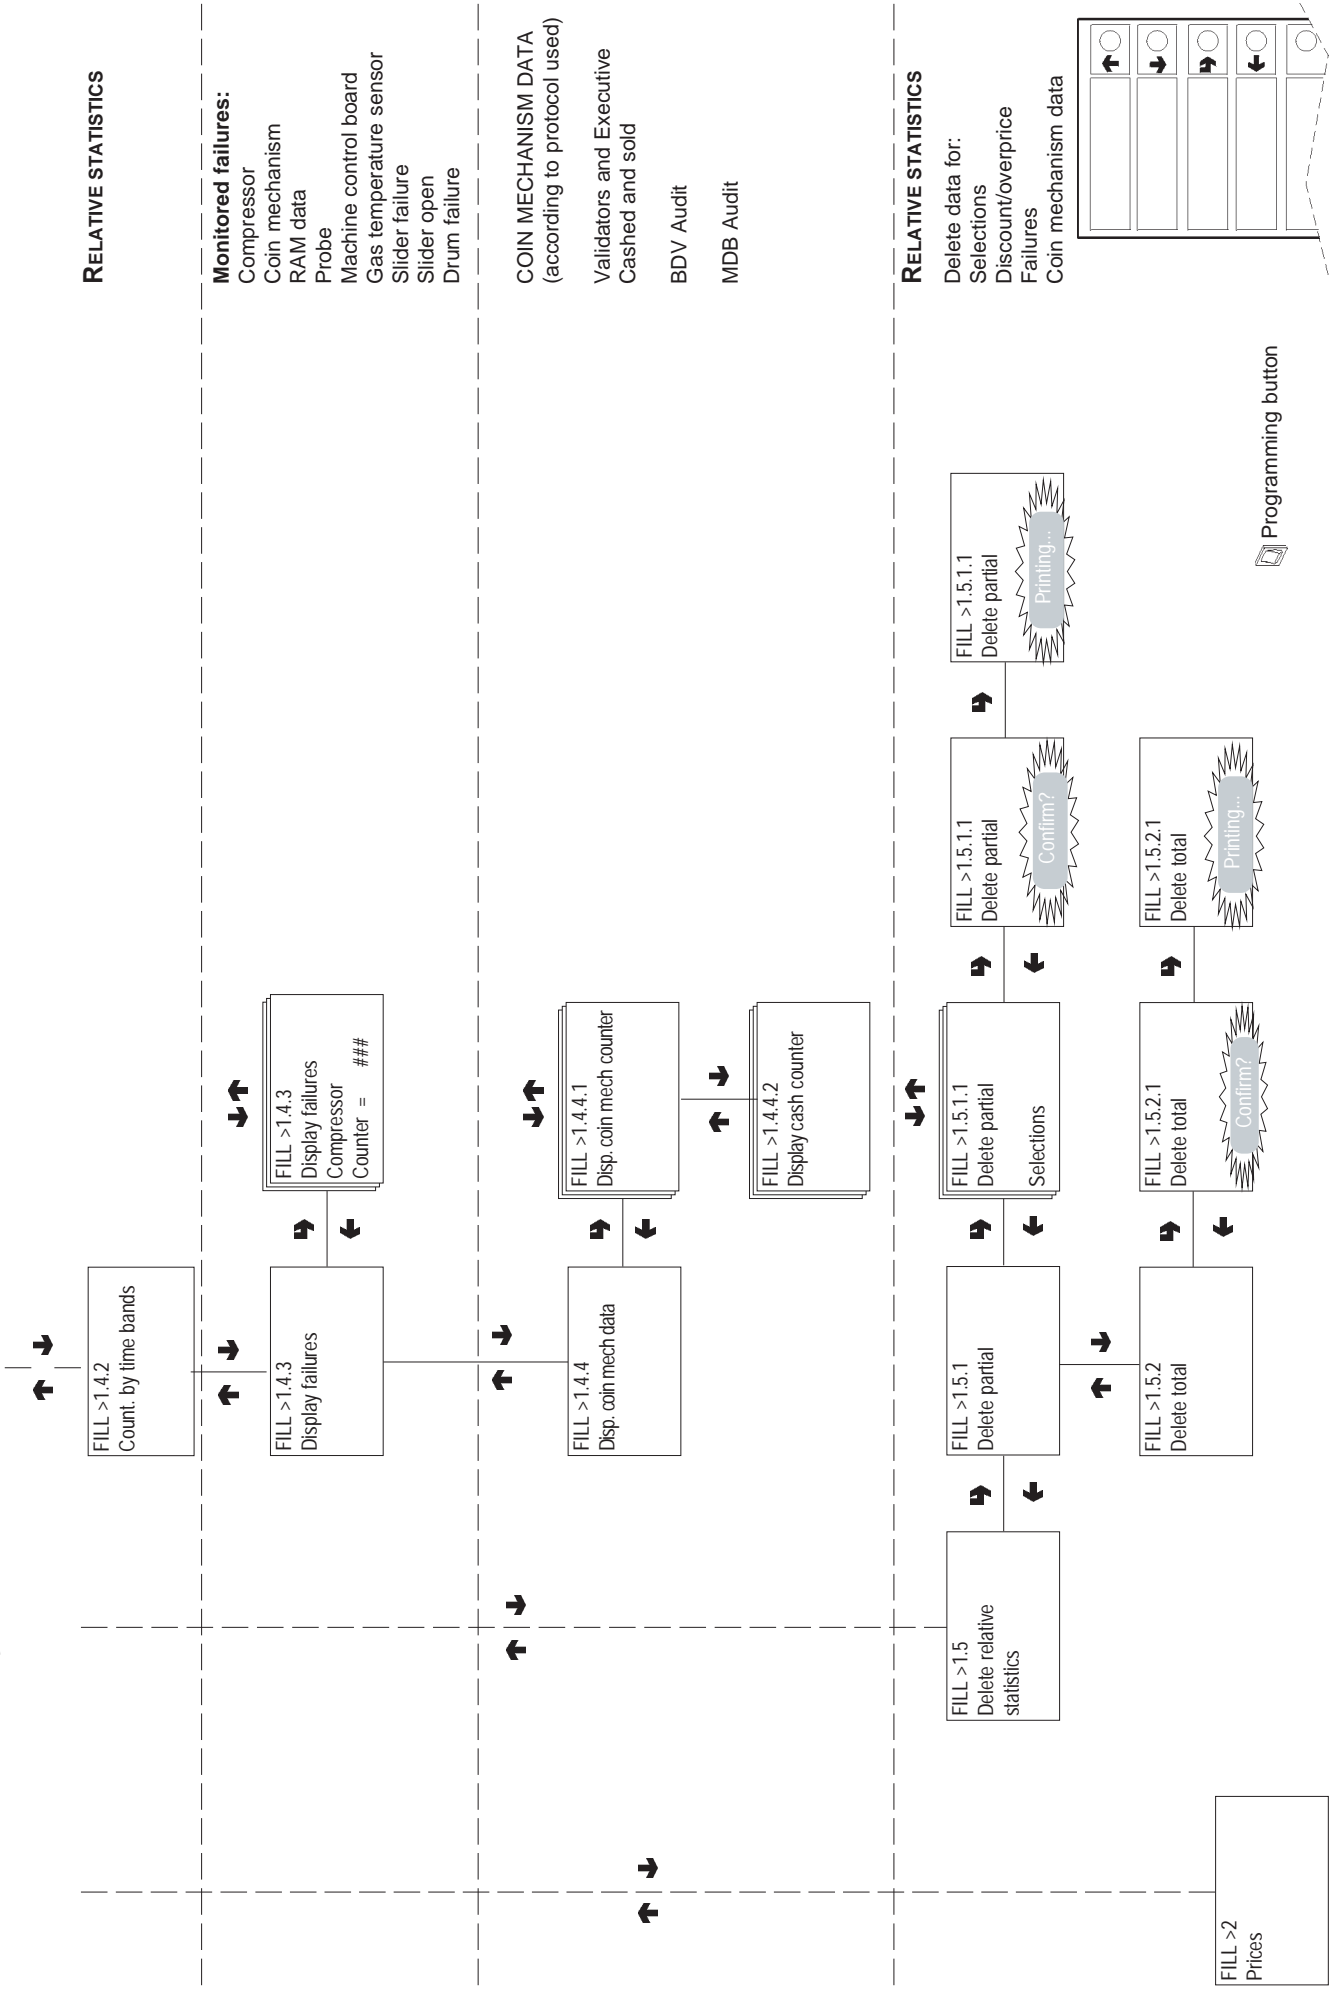 RELATIVE STATISTICS
FILL >1.4.2
Count. by time bands
Monitored failures:
Compressor
Coin mechanism
RAM data
Probe
Machine control board
Gas temperature sensor
Slider failure
Slider open
Drum failure
FILL >1.4.3
Display failures
FILL >1.4.3
Display failures
Compressor
Counter = ###
COIN MECHANISM DATA
(according to protocol used)
Validators and Executive
Cashed and sold
BDV Audit
MDB Audit
FILL >1.4.4
Disp. coin mech data
FILL >1.4.4.1
Disp. coin mech counter
FILL >1.4.4.2
Display cash counter
RELATIVE STATISTICS
Delete data for:
Selections
Discount/overprice
Failures
Coin mechanism data
FILL >1.5
Delete relative
statistics
FILL >1.5.1
Delete partial
FILL >1.5.1.1
Delete partial
Selections
FILL >1.5.1.1
Delete partial
Confirm?
FILL >1.5.1.1
Delete partial
Printing...
FILL >1.5.2
Delete total
FILL >1.5.2.1
Delete total
Confirm?
FILL >1.5.2.1
Delete total
Printing...
FILL >2
Prices
Programming button